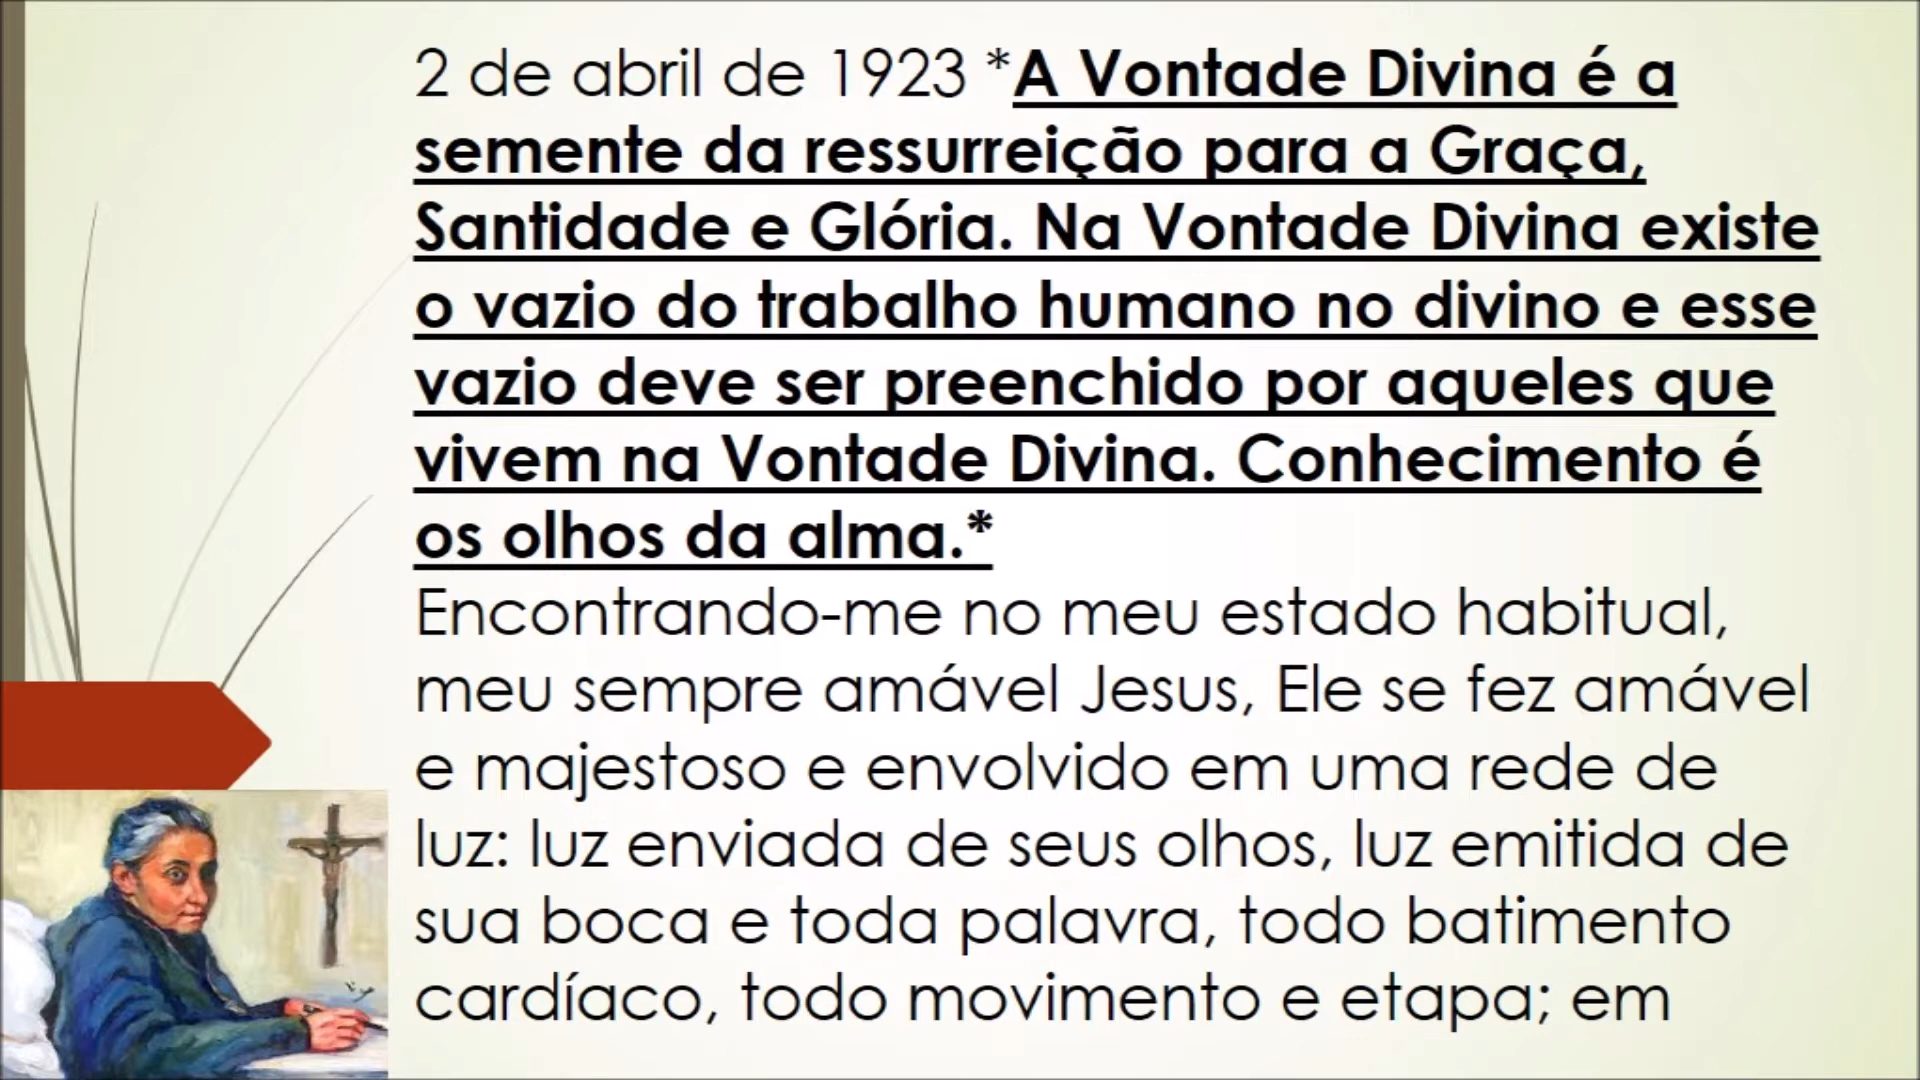 2 de abril de 1923 *A Vontade Divina é a
semente da ressurreição para a Graça,
Santidade e Glória. Na Vontade Divina existe
o vazio do trabalho humano no divino e esse
vazio deve ser preenchido por aqueles que
vivem na Vontade Divina. Conhecimento é
os olhos da alma.*
Encontrando-me no meu estado habitual,
meu sempre amável Jesus, Ele se fez amável
e majestoso e envolvido em uma rede de
luz: luz enviada de seus olhos, luz emitida de
sua boca e toda palavra, todo batimento
cardíaco, todo movimento e etapa; em